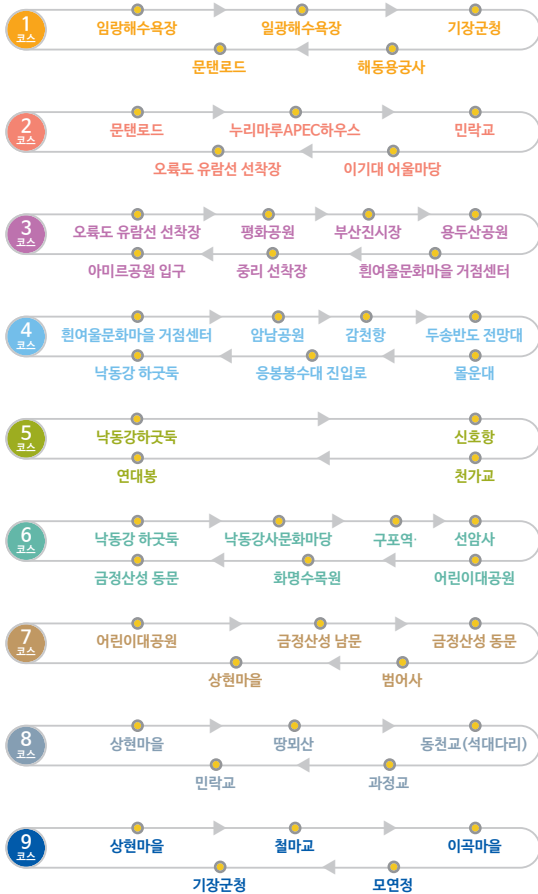 1
코스
임랑해수욕장 일광해수욕장 기장군청
문탠로드 해동용궁사
2
코스
문탠로드 누리마루APEC하우스 민락교
오륙도 유람선 선착장 이기대 어울마당
3
코스
오륙도 유람선 선착장 평화공원 부산진시장 용두산공원
아미르공원 입구 중리 선착장 흰여울문화마을 거점센터
4
코스
흰여울문화마을 거점센터 암남공원 감천항 두송반도 전망대
낙동강 하굿둑 응봉봉수대 진입로 몰운대
5
코스
낙동강하굿둑 신호항
연대봉 천가교
6
코스
낙동강 하굿둑 낙동강사문화마당 구포역· 선암사
금정산성 동문 화명수목원 어린이대공원
7
코스
어린이대공원 금정산성 남문 금정산성 동문
상현마을 범어사
8
코스
상현마을 땅뫼산 동천교(석대다리)
민락교 과정교
9
코스
상현마을 철마교 이곡마을
기장군청 모연정